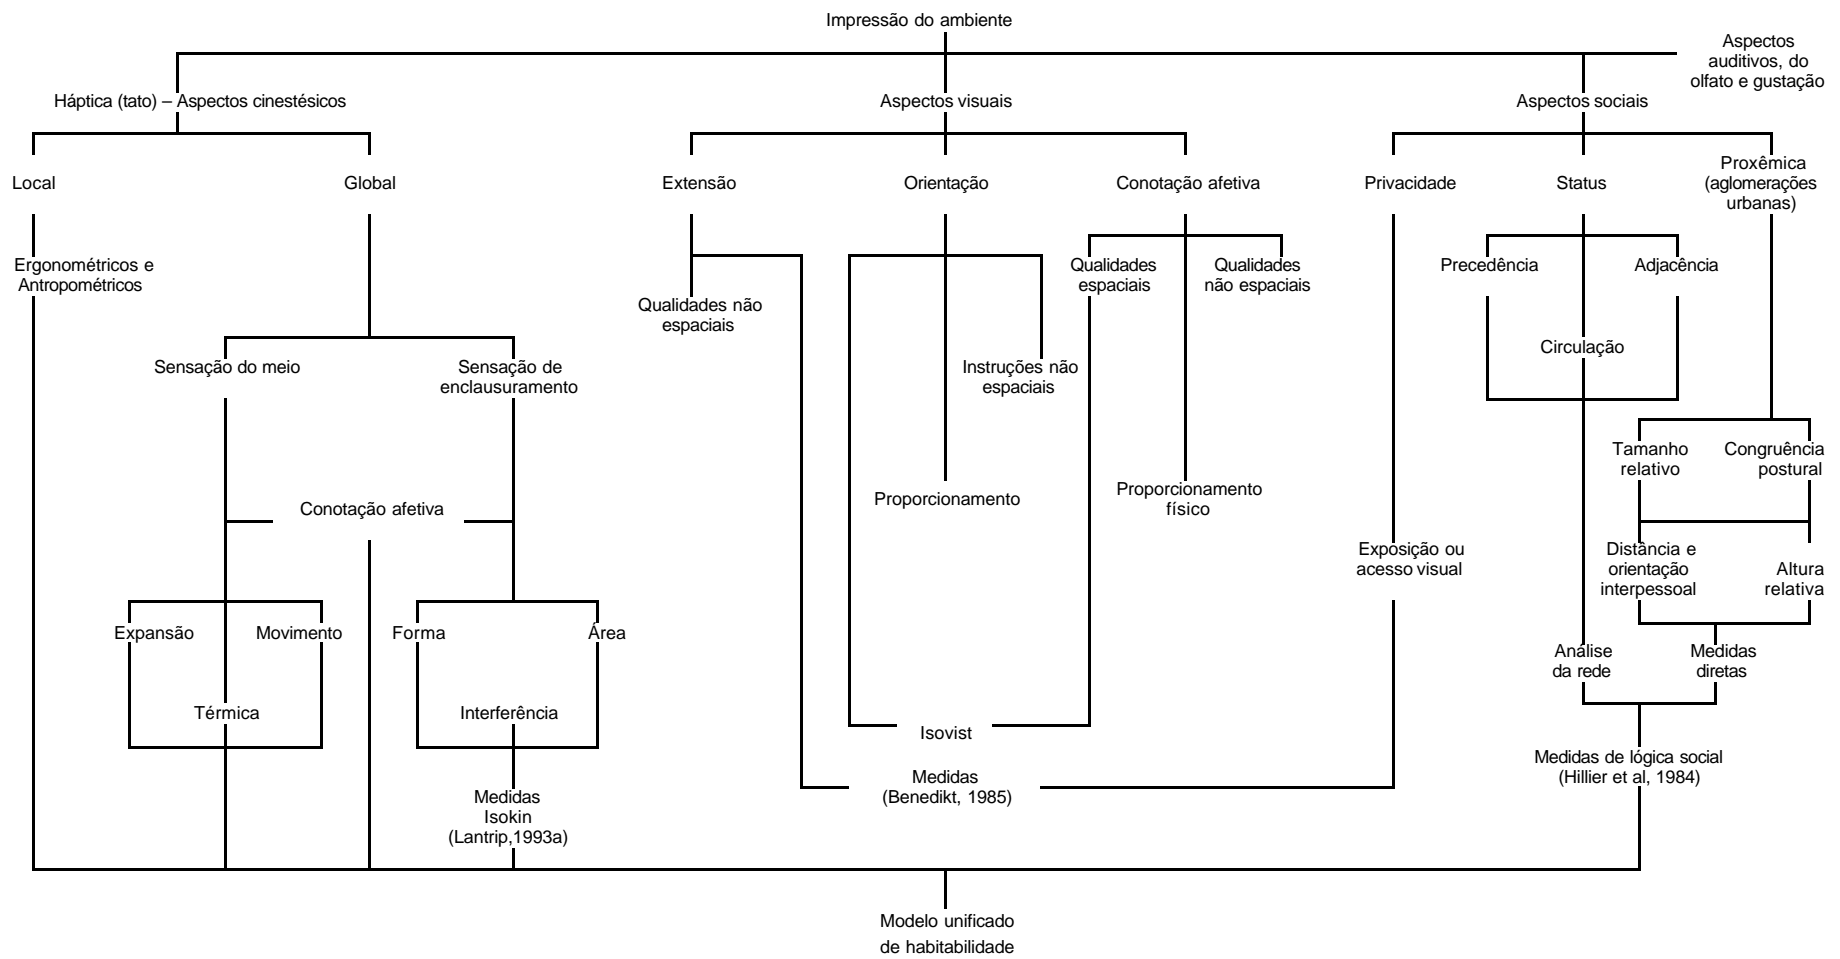 Impressão do ambiente
Aspectos
auditivos, do
olfato e gustação
Háptica (tato) – Aspectos cinestésicos
Aspectos visuais
Aspectos sociais
Local
Global
Extensão
Orientação
Conotação afetiva
Privacidade
Status
Proxêmica
(aglomerações
urbanas)
Ergonométricos e
Antropométricos
Qualidades não
espaciais
Qualidades
espaciais
Qualidades
não espaciais
Precedência
Adjacência
Circulação
Sensação do meio
Sensação de
enclausuramento
Instruções não
espaciais
Tamanho
relativo
Congruência
postural
Conotação afetiva
Proporcionamento
Proporcionamento
físico
Exposição ou
acesso visual
Distância e
orientação
interpessoal
Altura
relativa
Expansão
Movimento
Forma
Área
Térmica
Interferência
Análise
da rede
Medidas
diretas
Isovist
Medidas
(Benedikt, 1985)
Medidas de lógica social
(Hillier et al, 1984)
Medidas
Isokin
(Lantrip,1993a)
Modelo unificado
de habitabilidade